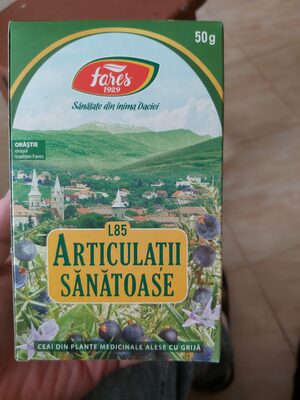 50g
fares
1929
Sănătate din inima Daciei
ORĂȘTIE
orașul
tradiției Fares
L85
ARTICULAȚII
SĂNĂTOASE
CEAI DIN PLANTE MEDICINALE ALESE CU GRIJĂ